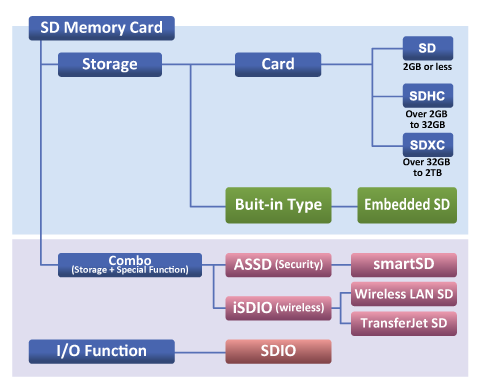 SD Memory Card
Storage
Card
SD
2GB or less
SDHC
Over 2GB
to 32GB
SDXC
Over 32GB
to 2TB
Buit-in Type
Embedded SD
Combo
(Storage + Special Function)
ASSD (Security)
smartSD
iSDIO (wireless)
Wireless LAN SD
TransferJet SD
I/O Function
SDIO